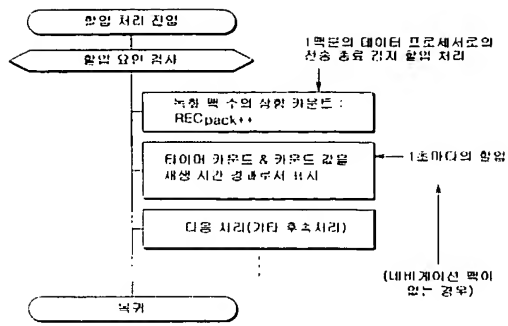 할입 처리 진입
할입 요인 검사
1팩분의 데이터 프로세서로의
전송 종료 감지 할입 처리
녹화 팩 수의 상향 카운트 :
RECpack++
타이머 카운트 & 카운트 값을
재생 시간 경과로서 표시
1초마다의 할입
다음 처리(기타 후속처리)
(네비게이션 팩이
없는 경우)
복귀